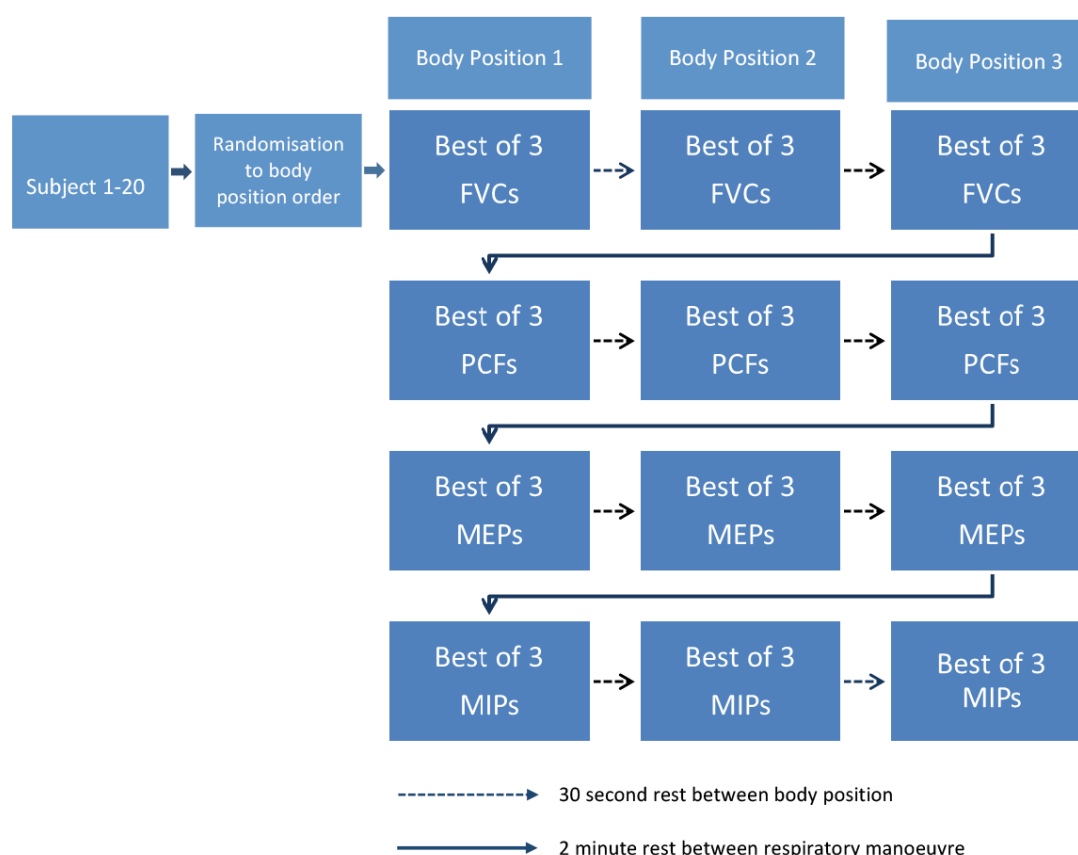 Body Position 1
Body Position 2
Body Position 3
Subject 1-20
Randomisation
to body
position order
Best of 3
FVCs
Best of 3
FVCs
Best of 3
FVCs
Best of 3
PCFs
Best of 3
PCFs
Best of 3
PCFs
Best of 3
MEPs
Best of 3
MEPs
Best of 3
MEPs
Best of 3
MIPs
Best of 3
MIPs
Best of 3
MIPs
30 second rest between body position
2 minute rest between respiratory manoeuvre